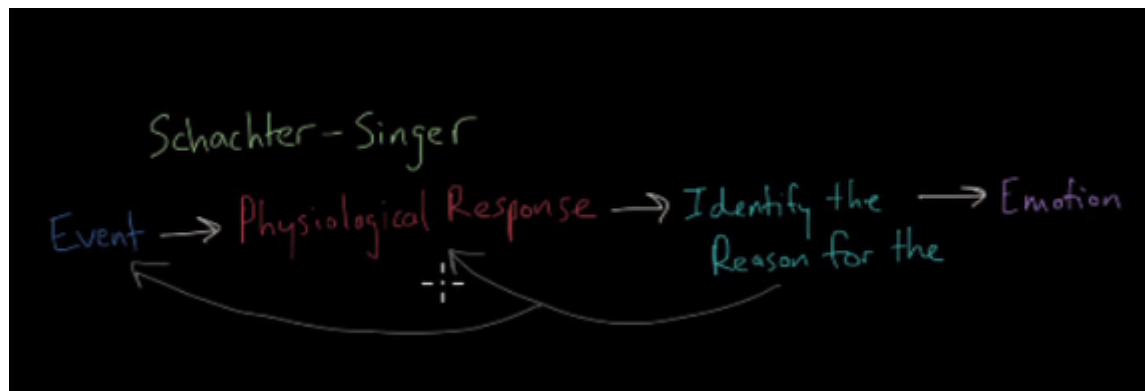 Schachter-Singer
Event → Physiological Response → Identify the → Emotion
Reason for the